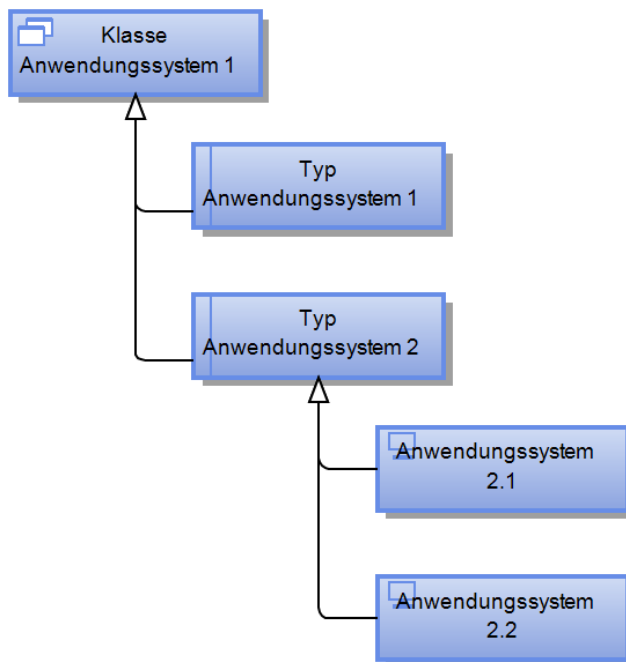 Klasse
Anwendungssystem 1
Typ
Anwendungssystem 1
Typ
Anwendungssystem 2
Anwendungssystem
2.1
Anwendungssystem
2.2